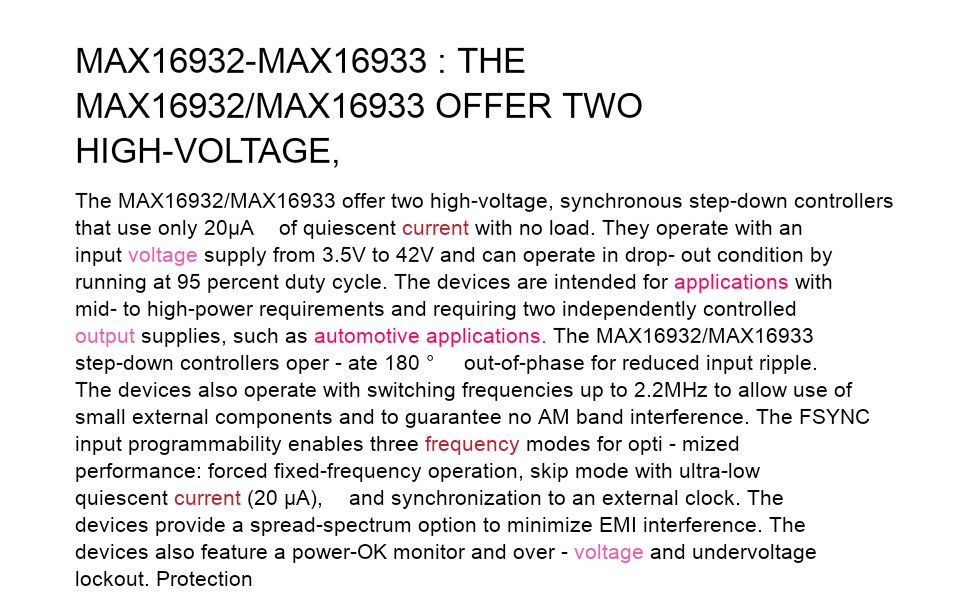 MAX16932-MAX16933 : THE
MAX16932/MAX16933 OFFER TWO
HIGH-VOLTAGE,
The MAX16932/MAX16933 offer two high-voltage, synchronous step-down controllers
that use only 20µA of quiescent current with no load. They operate with an
input voltage supply from 3.5V to 42V and can operate in drop- out condition by
running at 95 percent duty cycle. The devices are intended for applications with
mid- to high-power requirements and requiring two independently controlled
output supplies, such as automotive applications. The MAX16932/MAX16933
step-down controllers oper - ate 180 ° out-of-phase for reduced input ripple.
The devices also operate with switching frequencies up to 2.2MHz to allow use of
small external components and to guarantee no AM band interference. The FSYNC
input programmability enables three frequency modes for opti - mized
performance: forced fixed-frequency operation, skip mode with ultra-low
quiescent current (20 µA), and synchronization to an external clock. The
devices provide a spread-spectrum option to minimize EMI interference. The
devices also feature a power-OK monitor and over - voltage and undervoltage
lockout. Protection